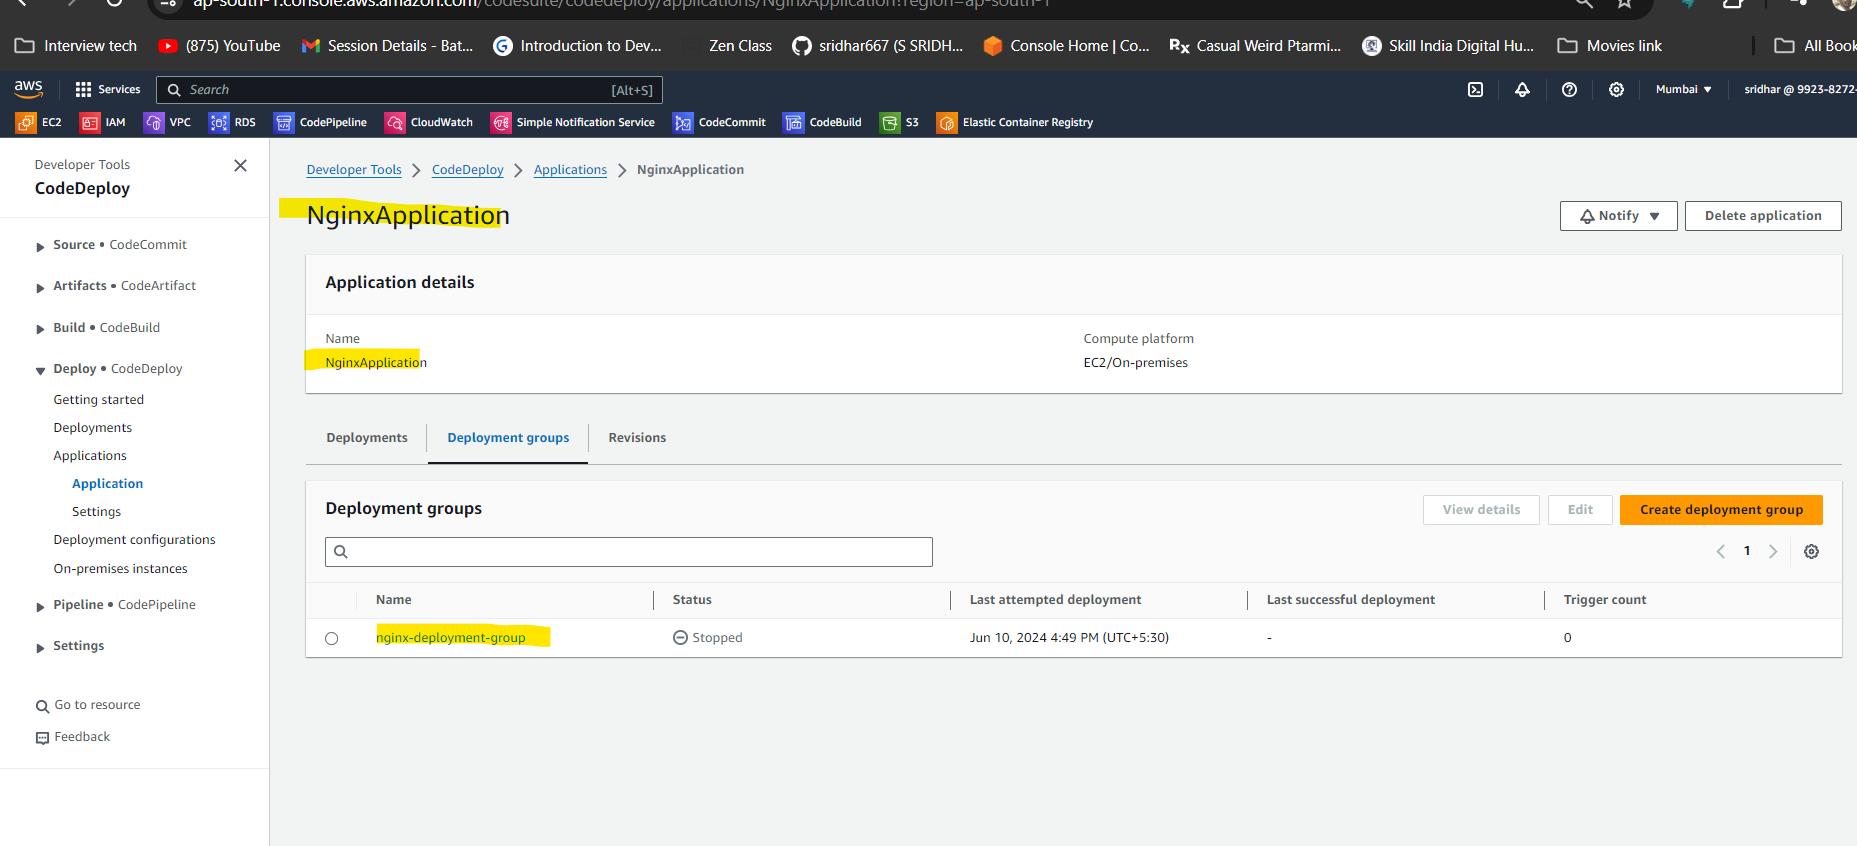 ap-south-1.console.aws.amazon.com/codesuite/codedeploy/applications/NginxApplication?region=ap-south-1
Interview tech (875) YouTube Session Details - Bat... Introduction to Dev... Zen Class sridhar667 (S SRIDH... Console Home | Co... Rx Casual Weird Ptarmi... Skill India Digital Hu... Movies link All Book
aws Services Search [Alt+S] Mumbai ▼ sridhar @ 9923-8272-
EC2 IAM VPC RDS CodePipeline CloudWatch Simple Notification Service CodeCommit CodeBuild S3 Elastic Container Registry
Developer Tools
CodeDeploy
Source • CodeCommit
Artifacts • CodeArtifact
Build • CodeBuild
Deploy • CodeDeploy
Getting started
Deployments
Applications
Application
Settings
Deployment configurations
On-premises instances
Pipeline • CodePipeline
Settings
Go to resource
Feedback
Developer Tools > CodeDeploy > Applications > NginxApplication
NginxApplication
Notify ▼ Delete application
Application details
Name Compute platform
NginxApplication EC2/On-premises
Deployments Deployment groups Revisions
Deployment groups
View details Edit Create deployment group
1
Name Status Last attempted deployment Last successful deployment Trigger count
nginx-deployment-group Stopped Jun 10, 2024 4:49 PM (UTC+5:30) - 0